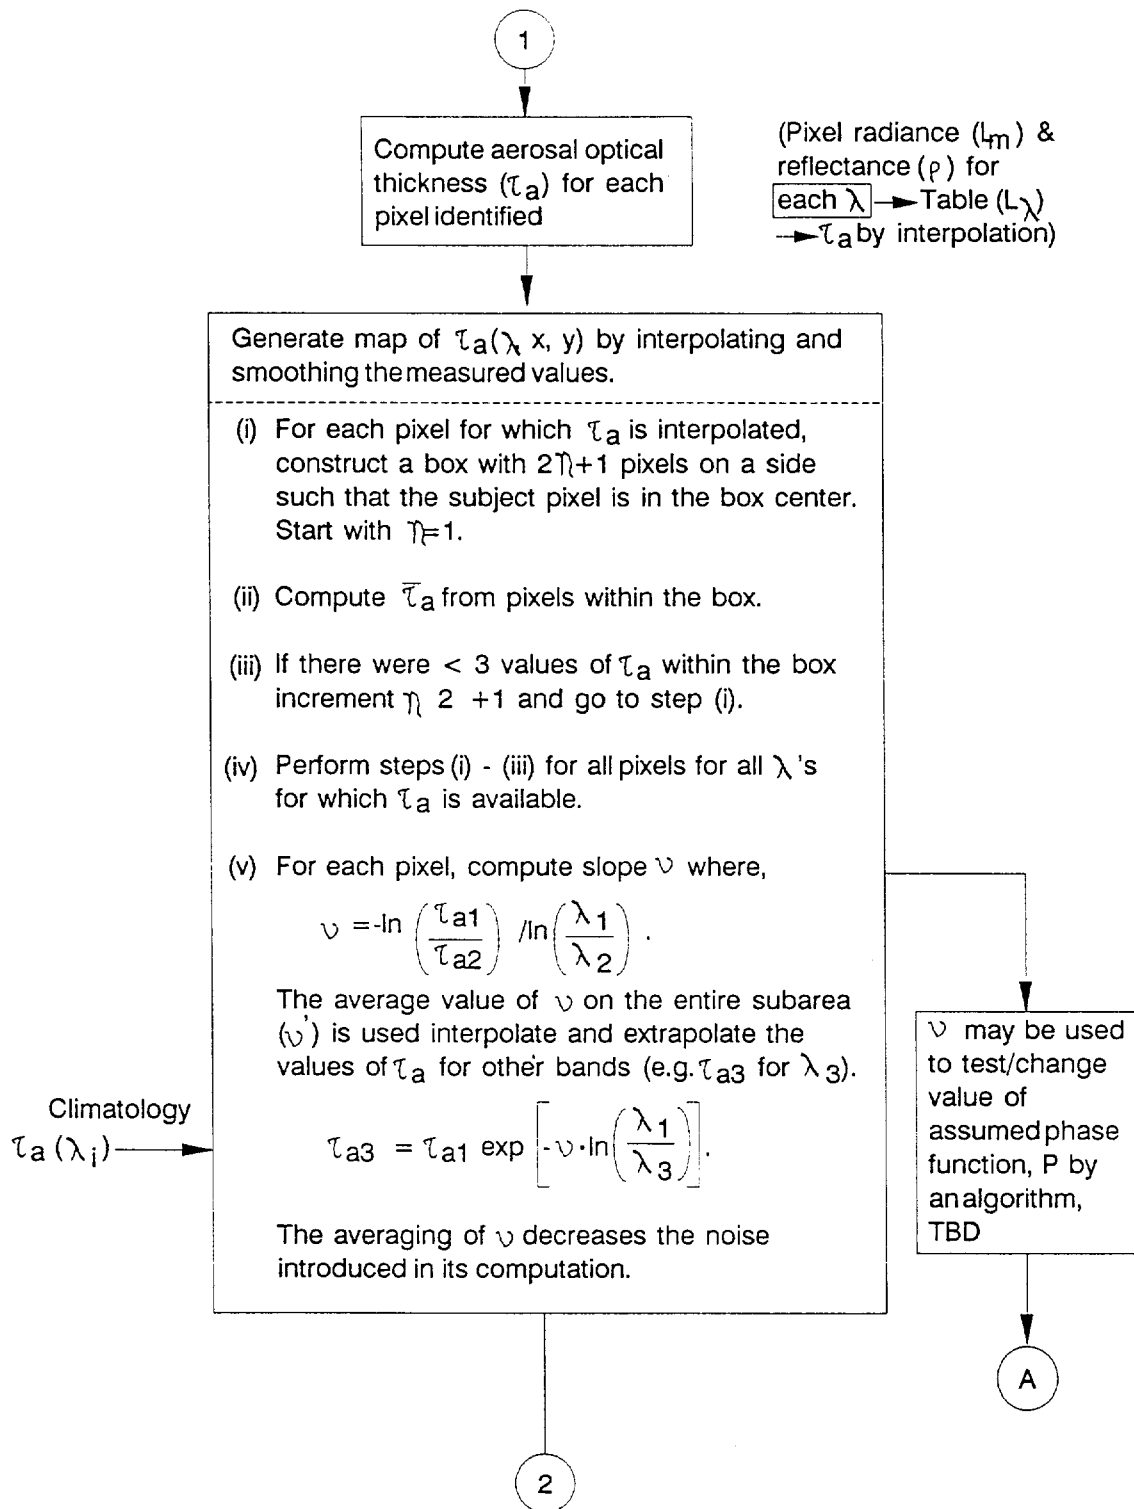 1
Compute aerosal optical
thickness (τa) for each
pixel identified
(Pixel radiance (Lm) &
reflectance (ρ) for
each λ → Table (Lλ)
→ τa by interpolation)
Generate map of τa(λ x, y) by interpolating and
smoothing the measured values.
(i) For each pixel for which τa is interpolated,
construct a box with 2η+1 pixels on a side
such that the subject pixel is in the box center.
Start with η=1.
(ii) Compute τ̅a from pixels within the box.
(iii) If there were < 3 values of τa within the box
increment η 2 +1 and go to step (i).
(iv) Perform steps (i) - (iii) for all pixels for all λ's
for which τa is available.
(v) For each pixel, compute slope υ where,
υ = -ln (τa1/τa2) /ln (λ1/λ2) .
The average value of υ on the entire subarea
(υ') is used interpolate and extrapolate the
values of τa for other bands (e.g. τa3 for λ3).
τa3 = τa1 exp [-υ·ln(λ1/λ3)].
The averaging of υ decreases the noise
introduced in its computation.
Climatology
τa (λi)
υ may be used
to test/change
value of
assumed phase
function, P by
an algorithm,
TBD
A
2